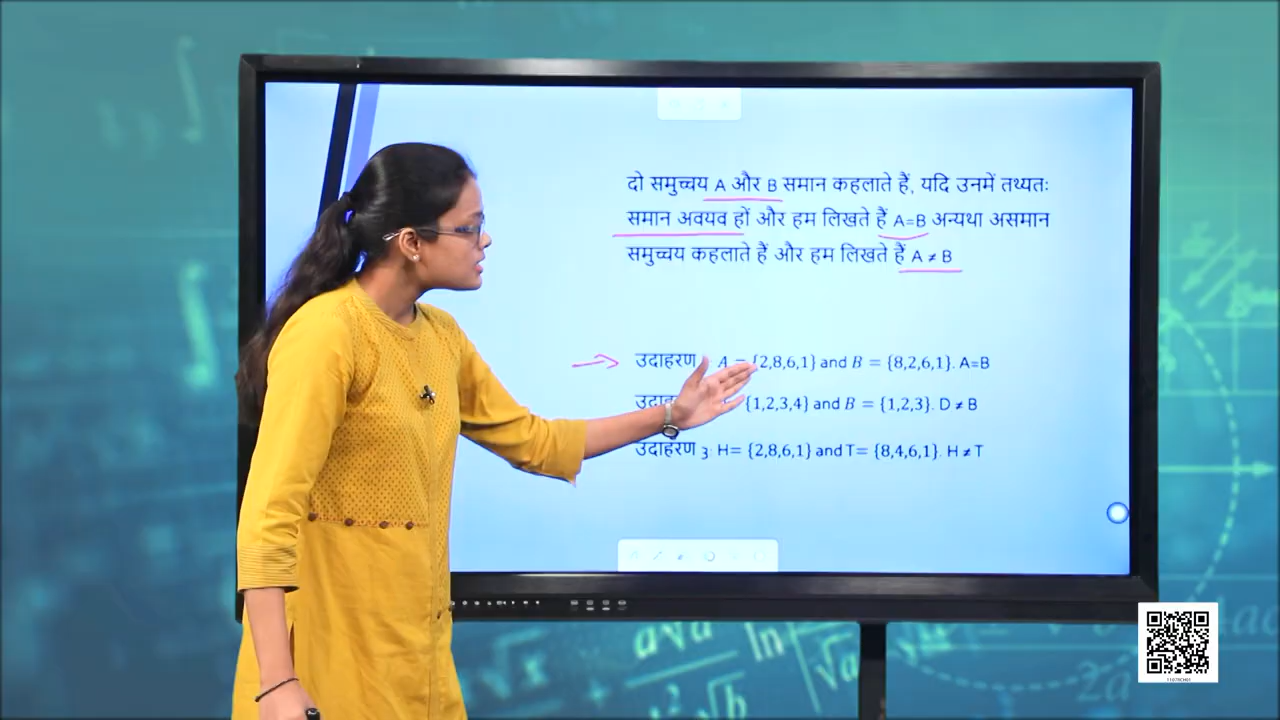 दो समुच्चय A और B समान कहलाते हैं, यदि उनमें तथ्यतः
समान अवयव हों और हम लिखते हैं A=B अन्यथा असमान
समुच्चय कहलाते हैं और हम लिखते हैं A ≠ B
उदाहरण A = {2,8,6,1} and B = {8,2,6,1}. A=B
{1,2,3,4} and B = {1,2,3}. D ≠ B
उदाहरण 3: H= {2,8,6,1} and T= {8,4,6,1}. H ≠ T